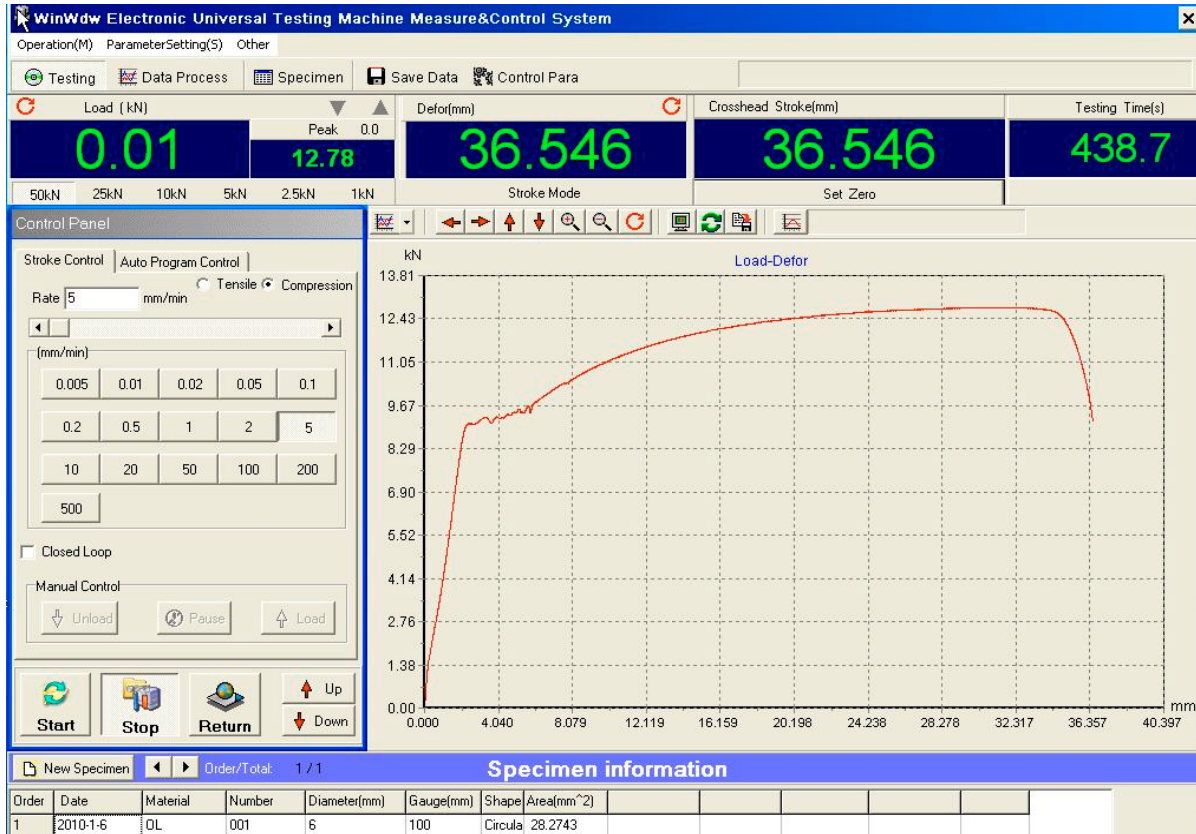 WinWdw Electronic Universal Testing Machine Measure&Control System
Operation(M) ParameterSetting(S) Other
Testing Data Process Specimen Save Data Control Para
Load (kN) Peak 0.0 Defor(mm) Crosshead Stroke(mm) Testing Time(s)
0.01 12.78 36.546 36.546 438.7
50kN 25kN 10kN 5kN 2.5kN 1kN Stroke Mode Set Zero
Control Panel
Stroke Control Auto Program Control
Rate 5 mm/min Tensile Compression
(mm/min)
0.005 0.01 0.02 0.05 0.1
0.2 0.5 1 2 5
10 20 50 100 200
500
Closed Loop
Manual Control
Unload Pause Load
Start Stop Return Up
Down
kN Load-Defor
13.81
12.43
11.05
9.67
8.29
6.90
5.52
4.14
2.76
1.38
0.00 mm
0.000 4.040 8.079 12.119 16.159 20.198 24.238 28.278 32.317 36.357 40.397
New Specimen Order/Total: 1 / 1 Specimen information
Order Date Material Number Diameter(mm) Gauge(mm) Shape Area(mm^2)
1 2010-1-6 OL 001 6 100 Circula 28.2743